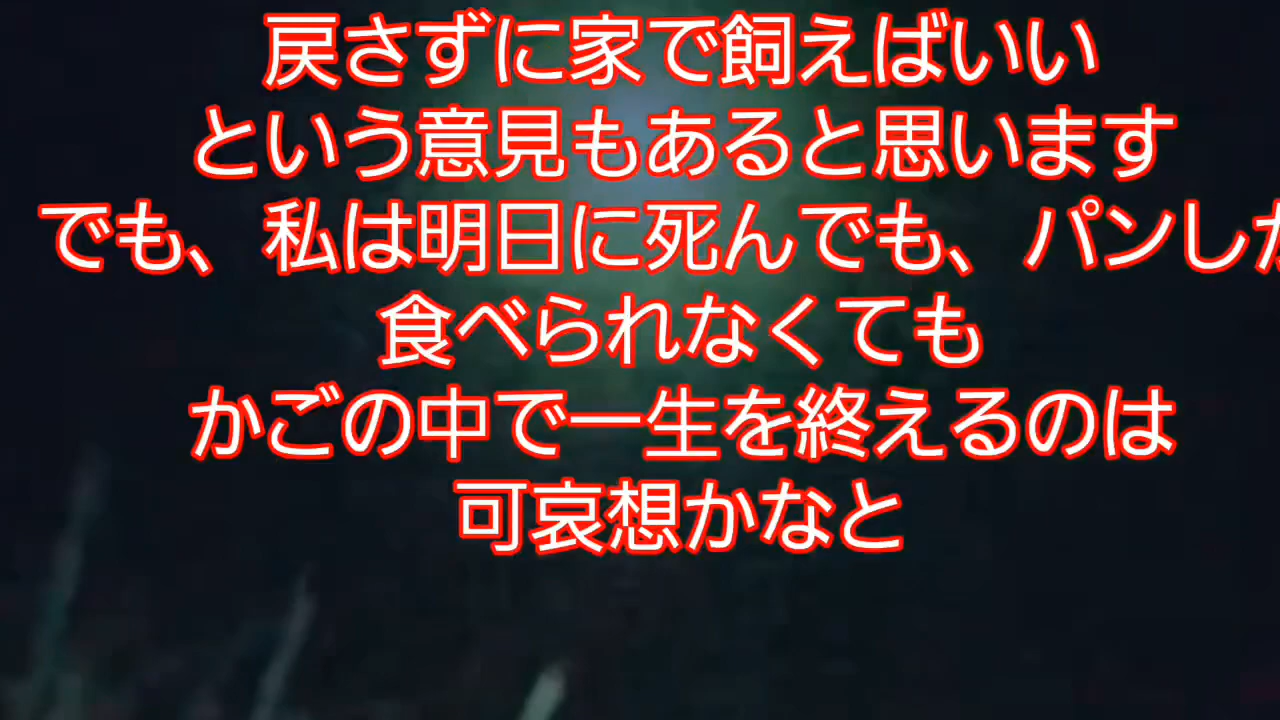 戻さずに家で飼えばいい
という意見もあると思います
でも、私は明日に死んでも、パンしか
食べられなくても
かごの中で一生を終えるのは
可哀想かなと